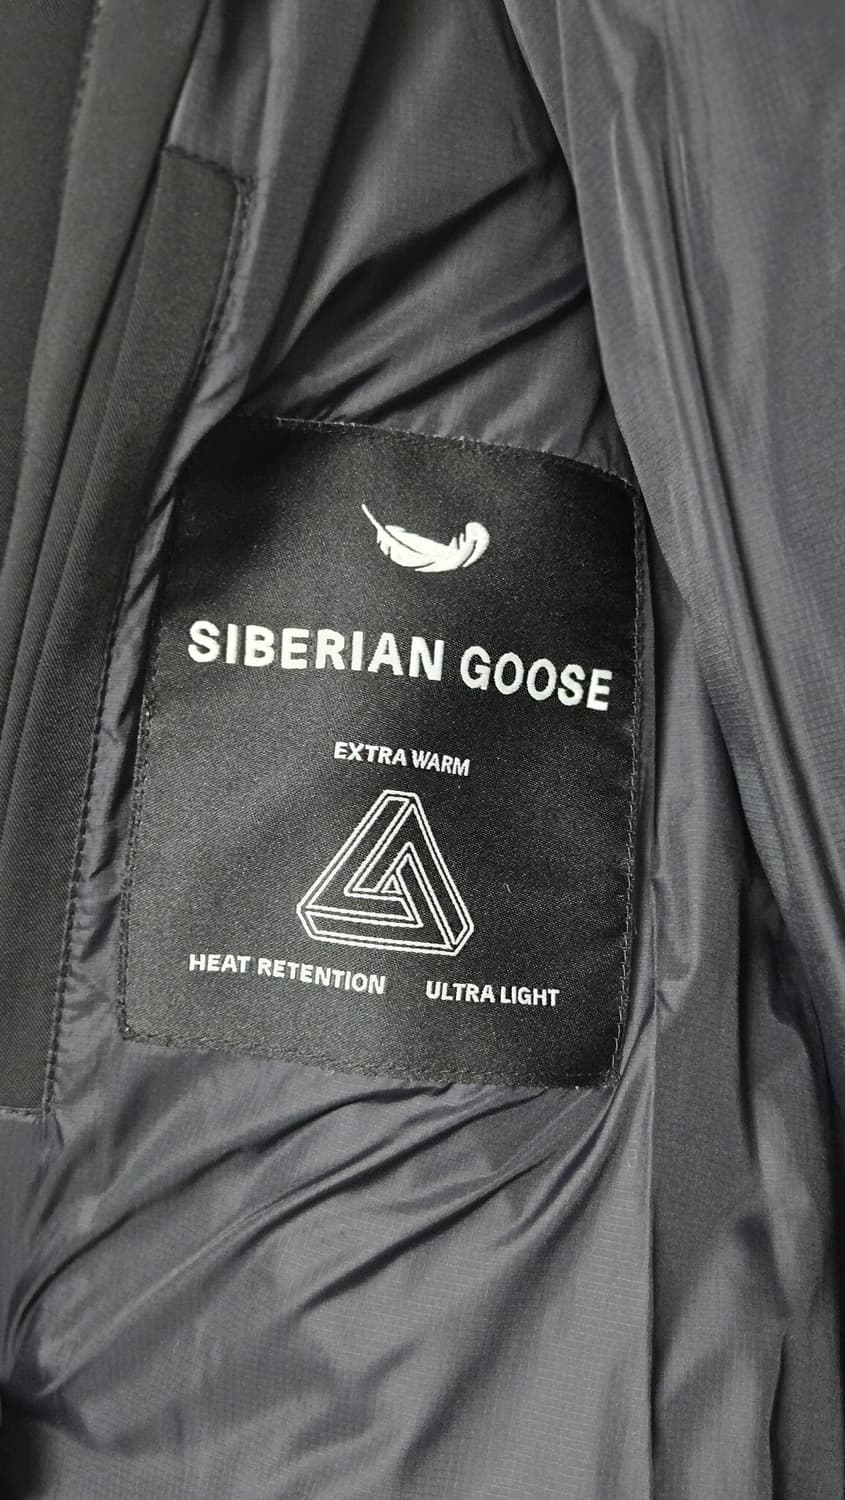 SIBERIAN GOOSE
EXTRA WARM
HEAT RETENTION
ULTRA LIGHT